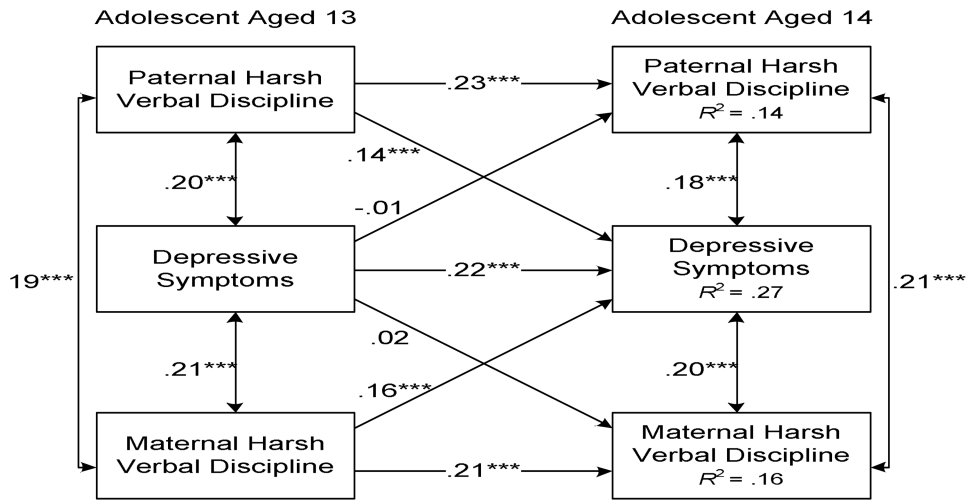 Adolescent Aged 13
Adolescent Aged 14
Paternal Harsh
Verbal Discipline
.23***
Paternal Harsh
Verbal Discipline
R² = .14
.14***
.20***
.18***
-.01
Depressive
Symptoms
.22***
Depressive
Symptoms
R² = .27
19***
.21***
.02
.21***
.16***
.20***
Maternal Harsh
Verbal Discipline
.21***
Maternal Harsh
Verbal Discipline
R² = .16